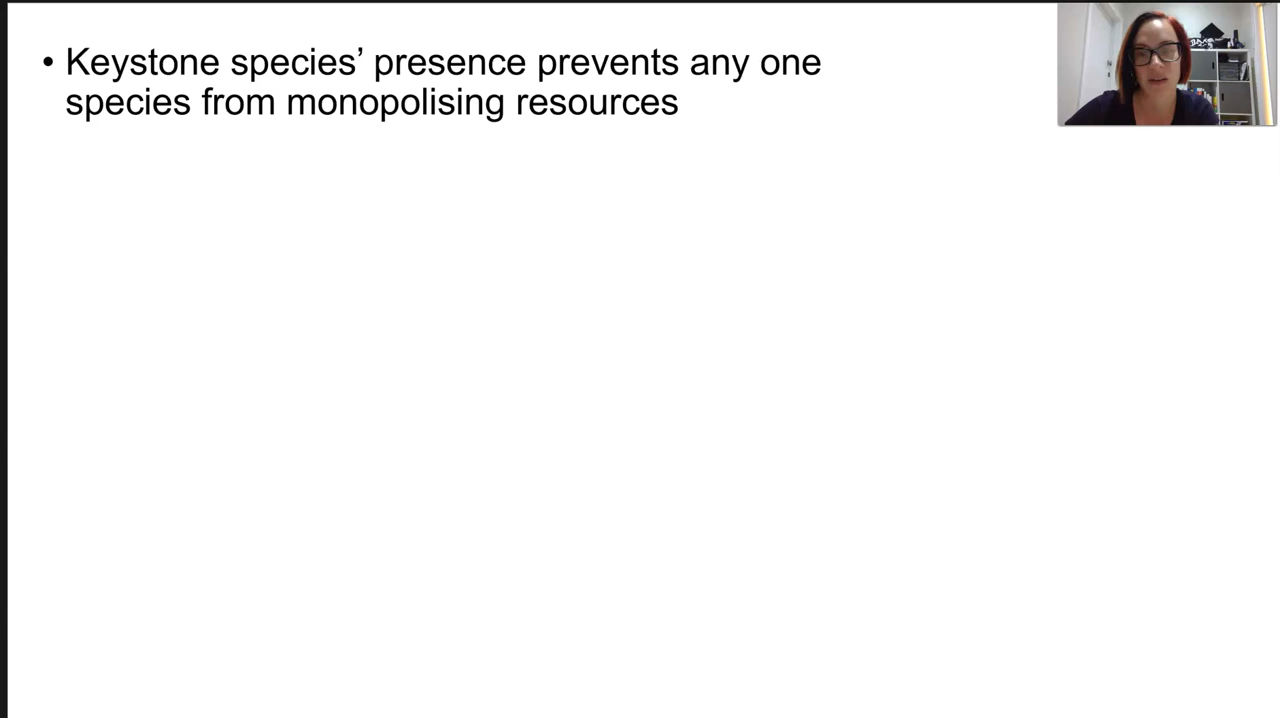 • Keystone species’ presence prevents any one
species from monopolising resources